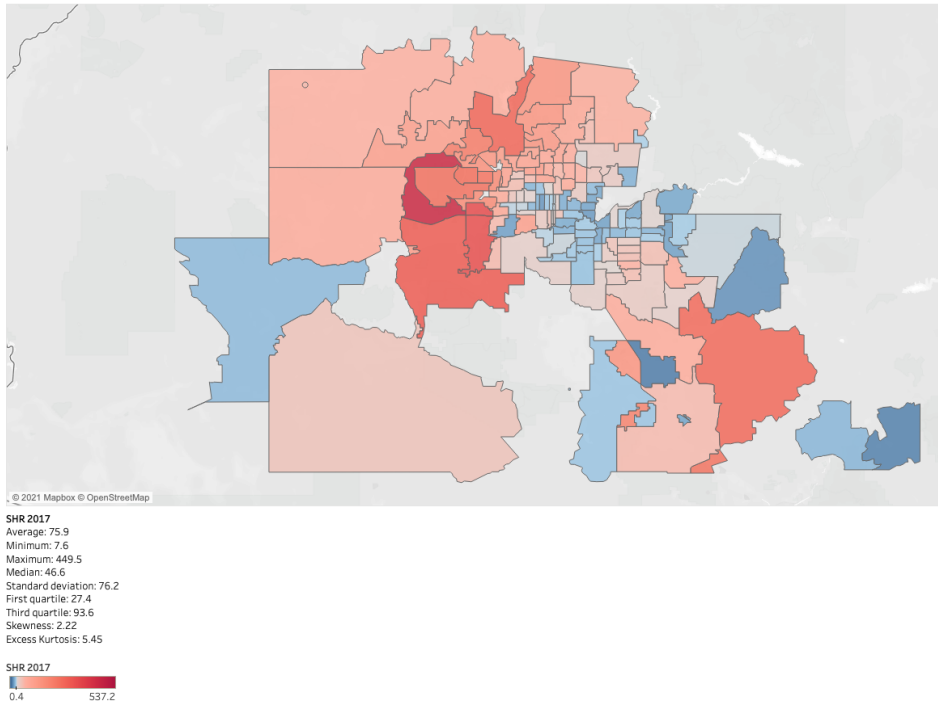 © 2021 Mapbox © OpenStreetMap
SHR 2017
Average: 75.9
Minimum: 7.6
Maximum: 449.5
Median: 46.6
Standard deviation: 76.2
First quartile: 27.4
Third quartile: 93.6
Skewness: 2.22
Excess Kurtosis: 5.45
SHR 2017
0.4 537.2